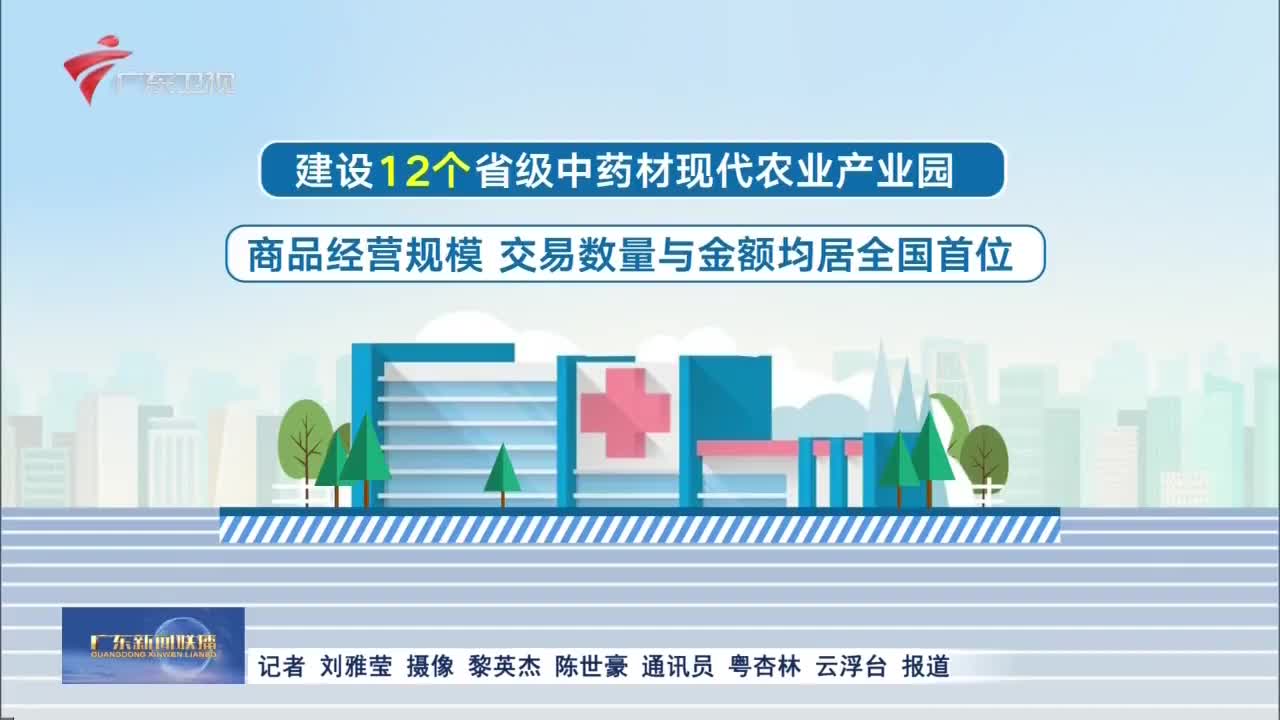 广东卫视
建设12个省级中药材现代农业产业园
商品经营规模 交易数量与金额均居全国首位
广东新闻联播
GUANGDONG XINWEN LIANBO
记者 刘雅莹 摄像 黎英杰 陈世豪 通讯员 粤杏林 云浮台 报道